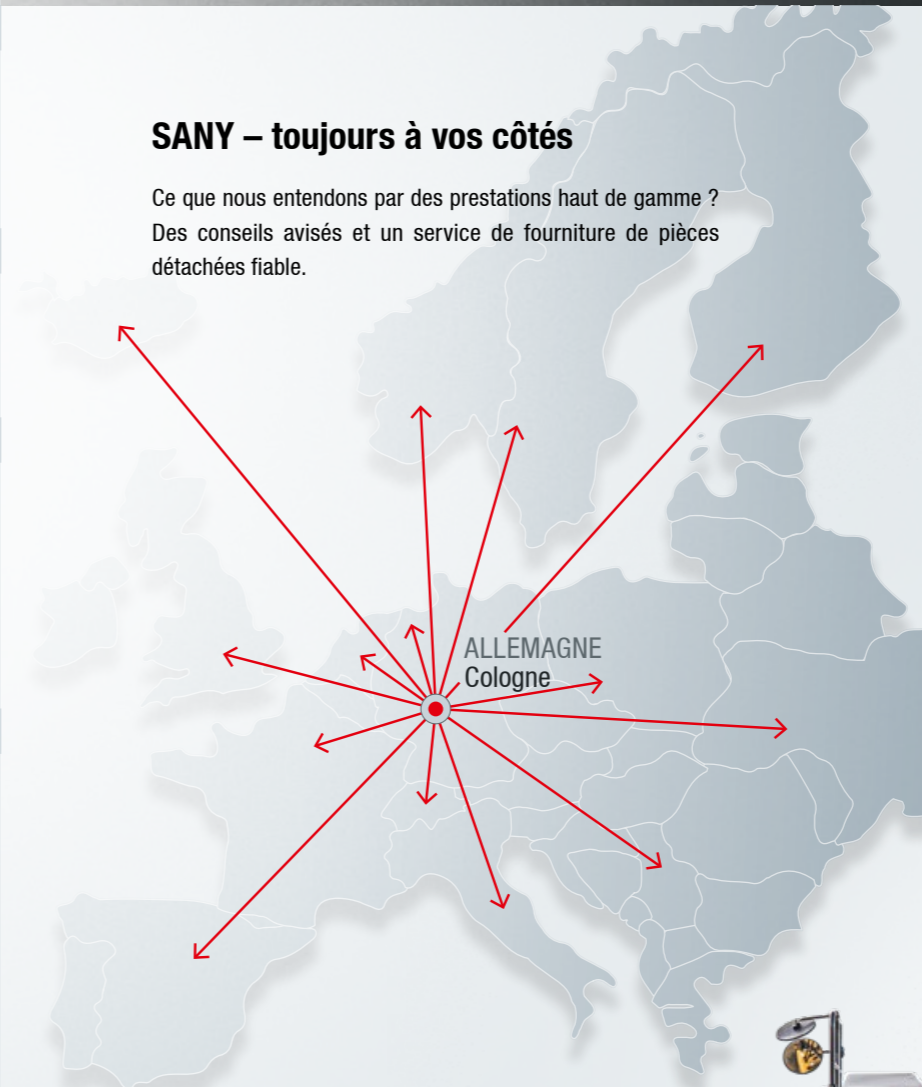 SANY – toujours à vos côtés
Ce que nous entendons par des prestations haut de gamme ?
Des conseils avisés et un service de fourniture de pièces
détachées fiable.
ALLEMAGNE
Cologne